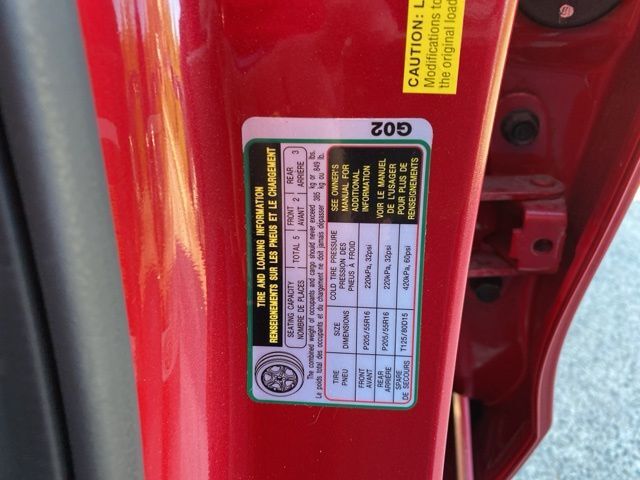 CAUTION: L
Modifications to
the original load
G02
TIRE AND LOADING INFORMATION
RENSEIGNEMENTS SUR LES PNEUS ET LE CHARGEMENT
SEATING CAPACITY TOTAL 5 FRONT 2 REAR 3
NOMBRE DE PLACES AVANT ARRIÈRE
The combined weight of occupants and cargo should never exceed 385 kg or 849 lbs.
Le poids total des occupants et du chargement ne doit jamais dépasser 385 kg ou 849 lb.
TIRE SIZE COLD TIRE PRESSURE
PNEU DIMENSIONS PRESSION DES PNEUS À FROID
FRONT AVANT P205/55R16 220kPa, 32psi
REAR ARRIÈRE P205/55R16 220kPa, 32psi
SPARE DE SECOURS T125/80D15 420kPa, 60psi
SEE OWNER'S
MANUAL FOR
ADDITIONAL
INFORMATION
VOIR LE MANUEL
DE L'USAGER
POUR PLUS DE
RENSEIGNEMENTS